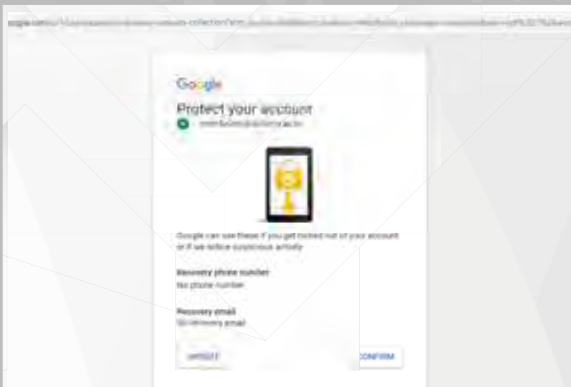 Google
Protect your account
Google can use these if you get locked out of your account
or if we notice suspicious activity
Recovery phone number
No phone number
Recovery email
No recovery email
UPDATE
CONFIRM